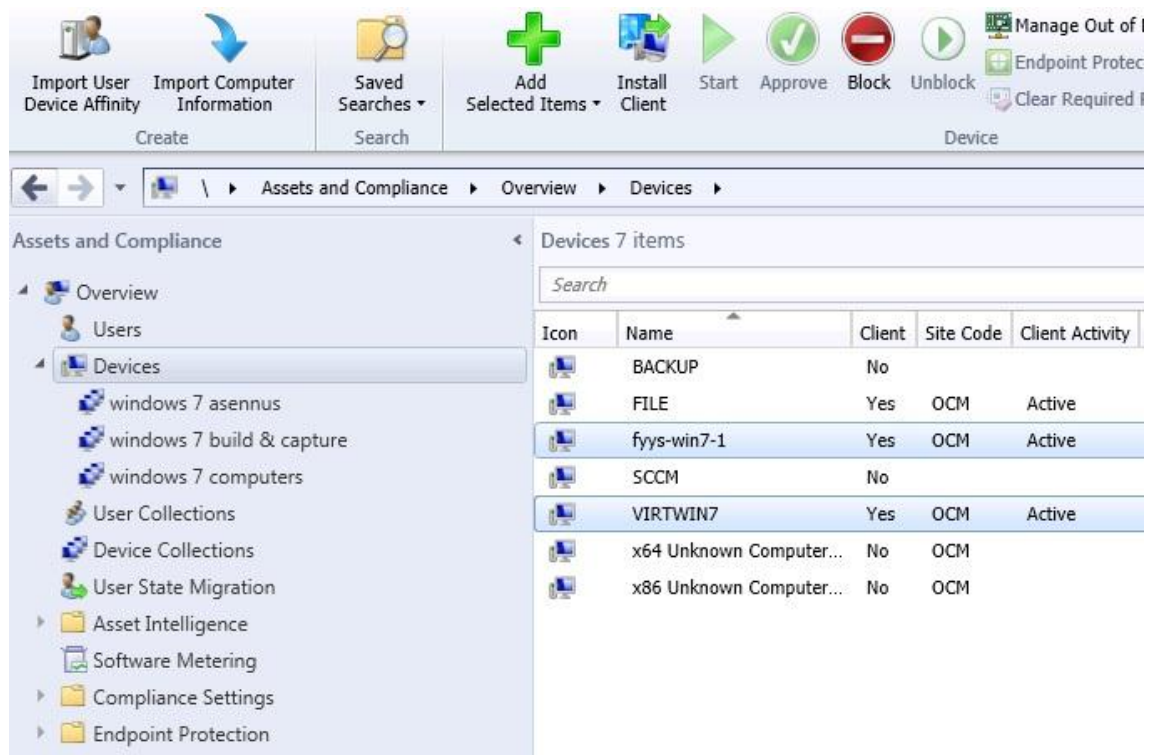 Import User Device Affinity
Import Computer Information
Saved Searches
Add Selected Items
Install Client
Start
Approve
Block
Unblock
Manage Out of
Endpoint Protec
Clear Required
Create
Search
Device
\ Assets and Compliance Overview Devices
Assets and Compliance
Overview
Users
Devices
windows 7 asennus
windows 7 build & capture
windows 7 computers
User Collections
Device Collections
User State Migration
Asset Intelligence
Software Metering
Compliance Settings
Endpoint Protection
Devices 7 items
Search
Icon Name Client Site Code Client Activity
BACKUP No
FILE Yes OCM Active
fyys-win7-1 Yes OCM Active
SCCM No
VIRTWIN7 Yes OCM Active
x64 Unknown Computer... No OCM
x86 Unknown Computer... No OCM